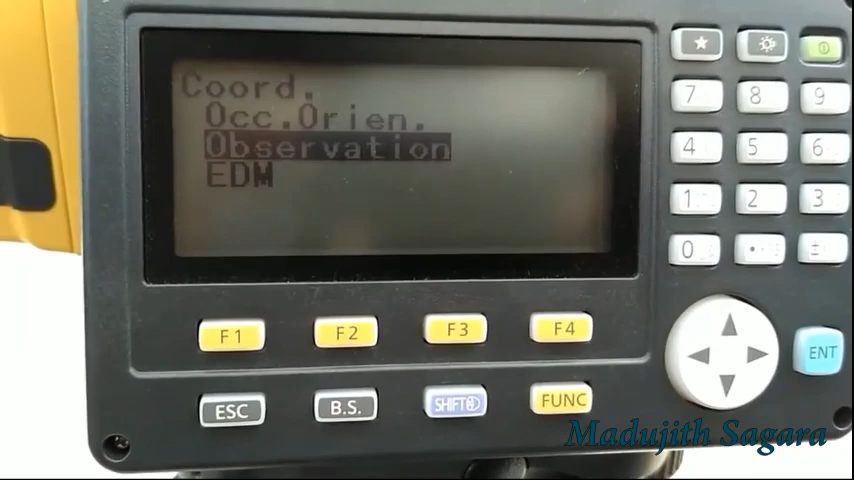 Coord.
Occ.Orien.
Observation
EDM
7 8 9
4 5 6
1 2 3
0 • ±
F1 F2 F3 F4
ENT
ESC B.S. SHIFT FUNC
Madujith Sagara